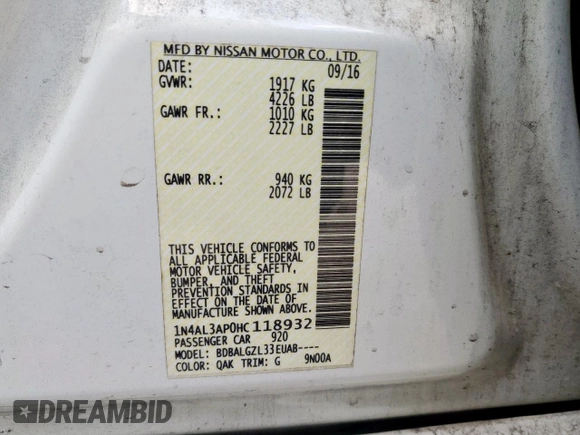 MFD BY NISSAN MOTOR CO., LTD.
DATE: 09/16
GVWR: 1917 KG
4226 LB
GAWR FR.: 1010 KG
2227 LB
GAWR RR.: 940 KG
2072 LB
THIS VEHICLE CONFORMS TO
ALL APPLICABLE FEDERAL
MOTOR VEHICLE SAFETY,
BUMPER, AND THEFT
PREVENTION STANDARDS IN
EFFECT ON THE DATE OF
MANUFACTURE SHOWN ABOVE.
1N4AL3AP0HC118932
PASSENGER CAR 920
MODEL: BDBALGZL33EUAB----
COLOR: QAK TRIM: G 9N00A
DREAMBID